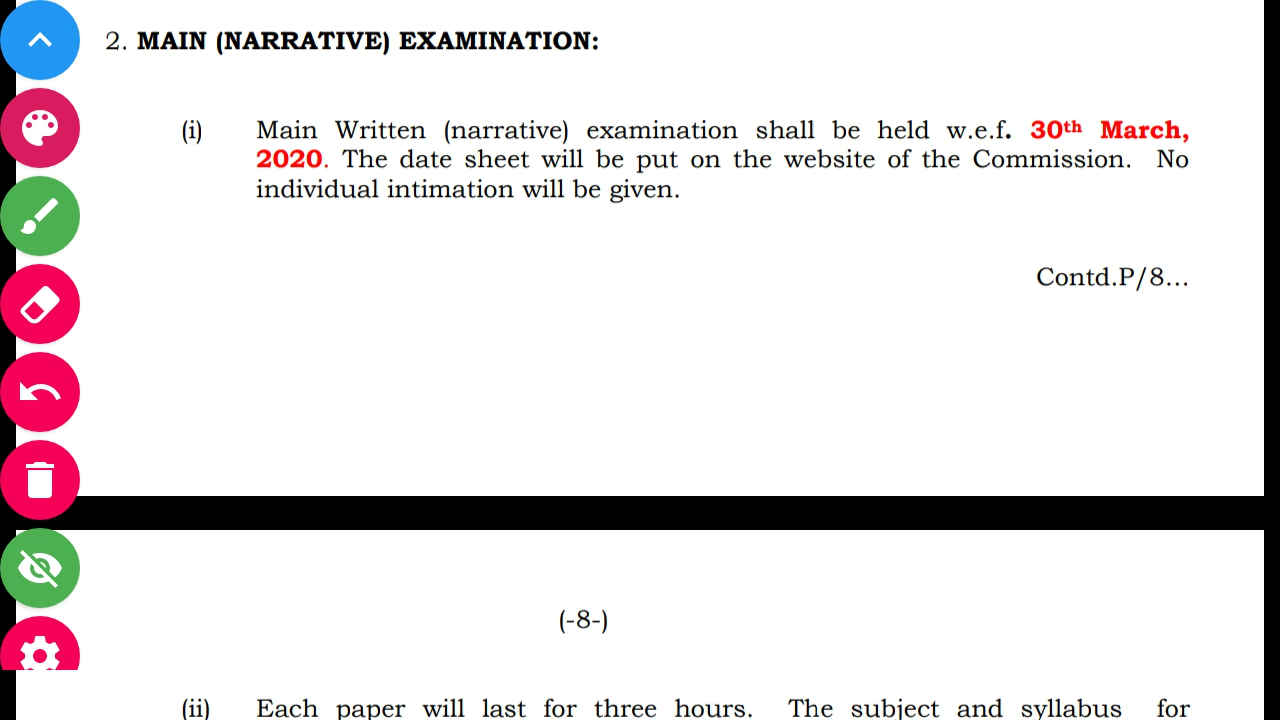 2. MAIN (NARRATIVE) EXAMINATION:
(i) Main Written (narrative) examination shall be held w.e.f. 30th March,
2020. The date sheet will be put on the website of the Commission. No
individual intimation will be given.
Contd.P/8...
(-8-)
(ii) Each paper will last for three hours. The subject and syllabus for